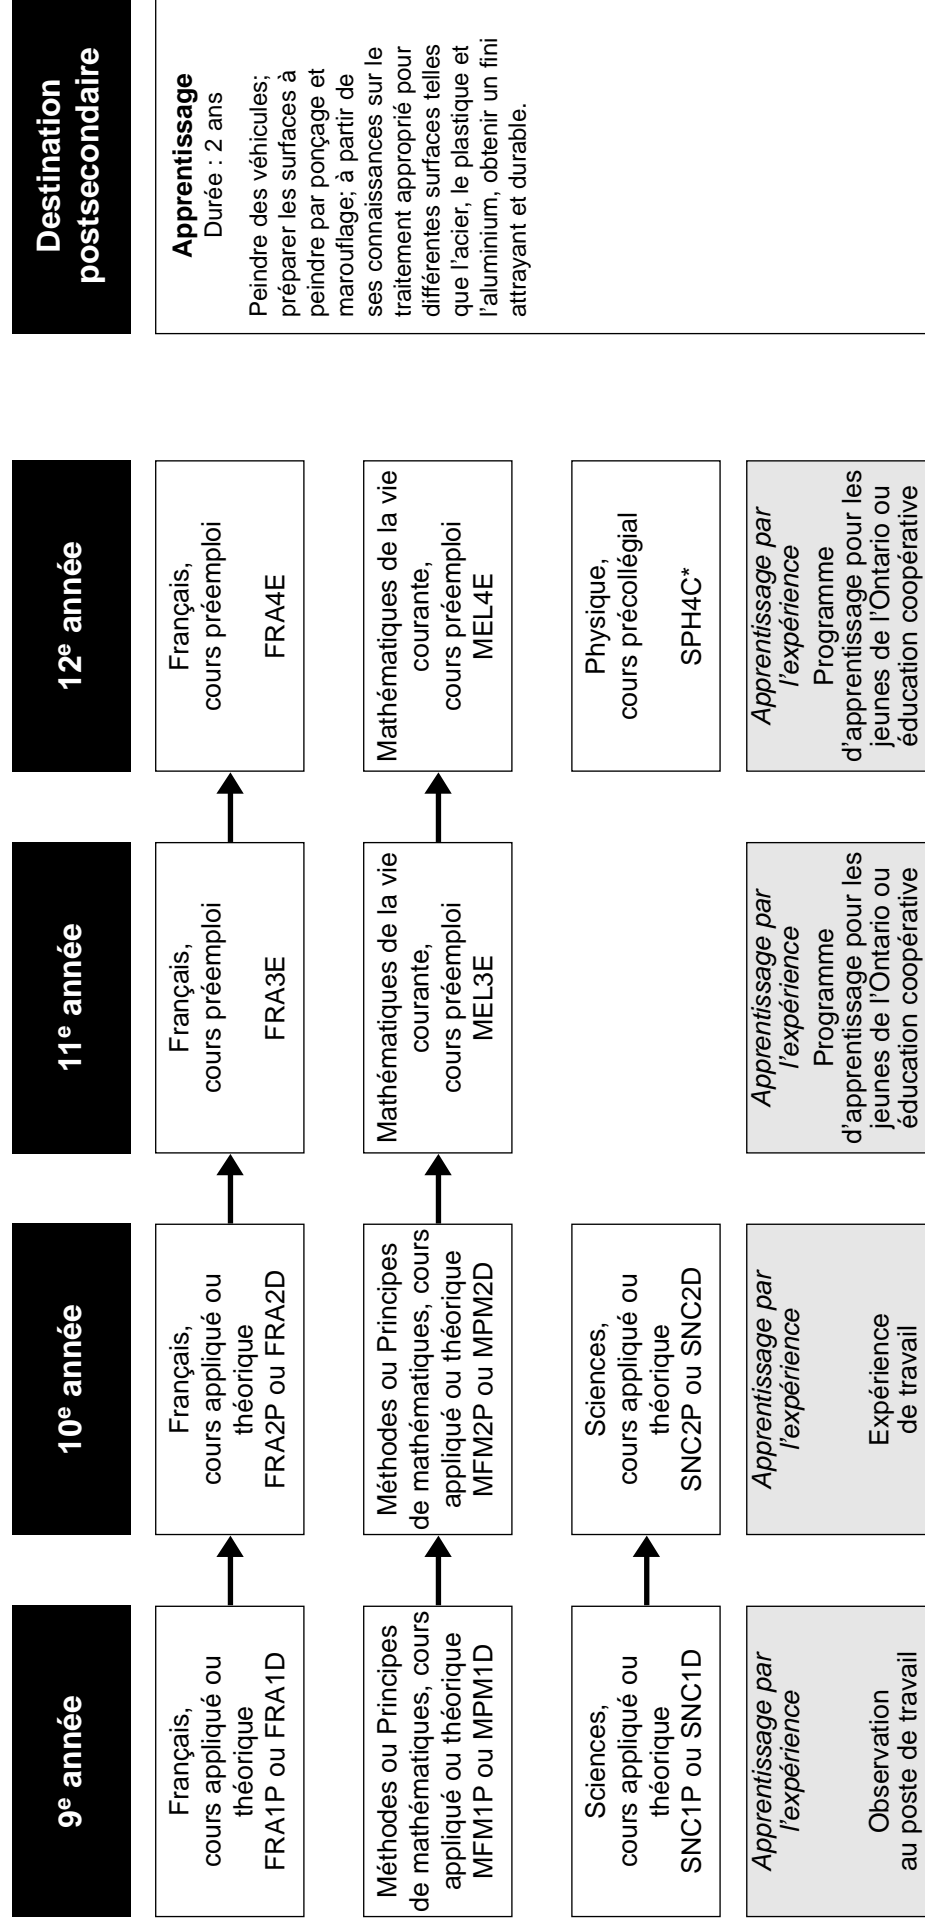 9e année
10e année
11e année
12e année
Destination
postsecondaire
Français,
cours appliqué ou
théorique
FRA1P ou FRA1D
Français,
cours appliqué ou
théorique
FRA2P ou FRA2D
Français,
cours préemploi
FRA3E
Français,
cours préemploi
FRA4E
Apprentissage
Durée : 2 ans
Peindre des véhicules;
préparer les surfaces à
peindre par ponçage et
marouflage; à partir de
ses connaissances sur le
traitement approprié pour
différentes surfaces telles
que l'acier, le plastique et
l'aluminium, obtenir un fini
attrayant et durable.
Méthodes ou Principes
de mathématiques, cours
appliqué ou théorique
MFM1P ou MPM1D
Méthodes ou Principes
de mathématiques, cours
appliqué ou théorique
MFM2P ou MPM2D
Mathématiques de la vie
courante,
cours préemploi
MEL3E
Mathématiques de la vie
courante,
cours préemploi
MEL4E
Sciences,
cours appliqué ou
théorique
SNC1P ou SNC1D
Sciences,
cours appliqué ou
théorique
SNC2P ou SNC2D
Physique,
cours précollégial
SPH4C*
Apprentissage par
l'expérience
Observation
au poste de travail
Apprentissage par
l'expérience
Expérience
de travail
Apprentissage par
l'expérience
Programme
d'apprentissage pour les
jeunes de l'Ontario ou
éducation coopérative
Apprentissage par
l'expérience
Programme
d'apprentissage pour les
jeunes de l'Ontario ou
éducation coopérative